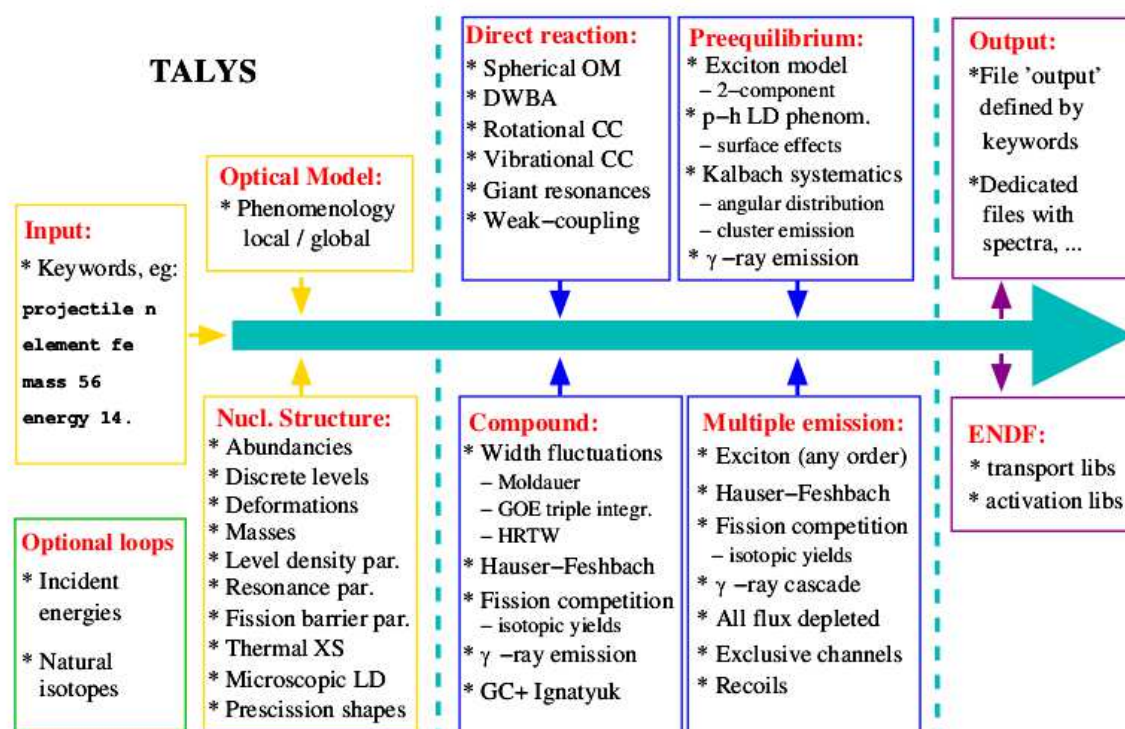 TALYS
Input:
* Keywords, eg:
projectile n
element fe
mass 56
energy 14.
Optional loops
* Incident
energies
* Natural
isotopes
Optical Model:
* Phenomenology
local / global
Nucl. Structure:
* Abundancies
* Discrete levels
* Deformations
* Masses
* Level density par.
* Resonance par.
* Fission barrier par.
* Thermal XS
* Microscopic LD
* Prescission shapes
Direct reaction:
* Spherical OM
* DWBA
* Rotational CC
* Vibrational CC
* Giant resonances
* Weak−coupling
Compound:
* Width fluctuations
− Moldauer
− GOE triple integr.
− HRTW
* Hauser−Feshbach
* Fission competition
− isotopic yields
* γ −ray emission
* GC+ Ignatyuk
Preequilibrium:
* Exciton model
− 2−component
* p−h LD phenom.
− surface effects
* Kalbach systematics
− angular distribution
− cluster emission
* γ −ray emission
Multiple emission:
* Exciton (any order)
* Hauser−Feshbach
* Fission competition
− isotopic yields
* γ −ray cascade
* All flux depleted
* Exclusive channels
* Recoils
Output:
*File ’output’
defined by
keywords
*Dedicated
files with
spectra, ...
ENDF:
* transport libs
* activation libs